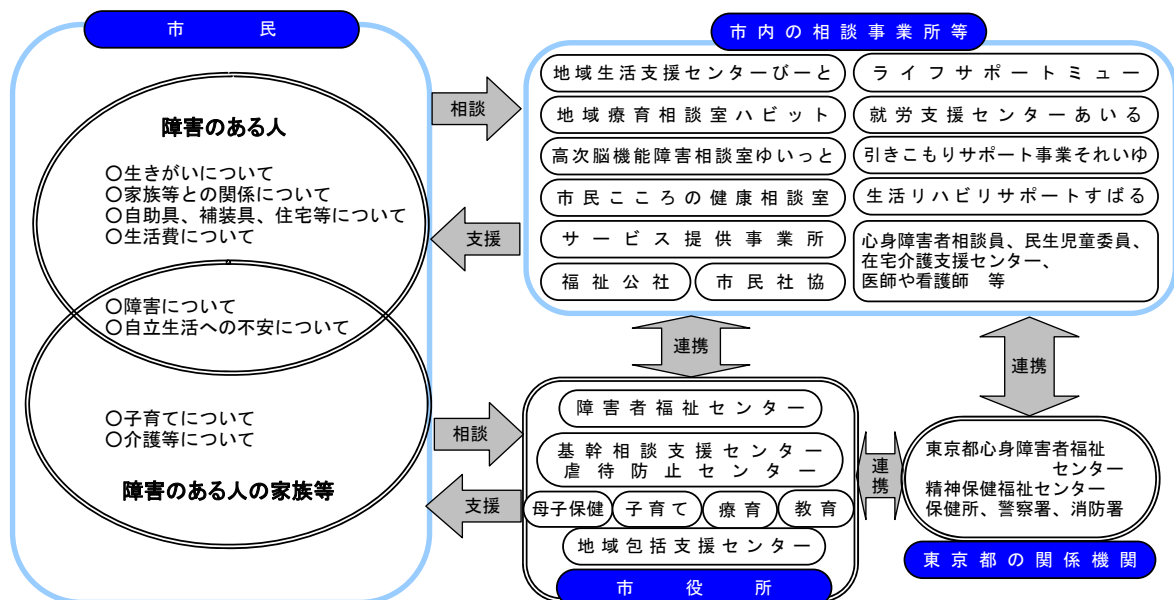 市民
障害のある人
○生きがいについて
○家族等との関係について
○自助具、補装具、住宅等について
○生活費について
○障害について
○自立生活への不安について
○子育てについて
○介護等について
障害のある人の家族等
相談
支援
相談
支援
市内の相談事業所等
地域生活支援センターびーと
ライフサポートミュー
地域療育相談室ハビット
就労支援センターあいる
高次脳機能障害相談室ゆいっと
引きこもりサポート事業それいゆ
市民こころの健康相談室
生活リハビリサポートすばる
サービス提供事業所
心身障害者相談員、民生児童委員、
在宅介護支援センター、
医師や看護師 等
福祉公社
市民社協
連携
連携
障害者福祉センター
基幹相談支援センター
虐待防止センター
母子保健
子育て
療育
教育
地域包括支援センター
市役所
連携
東京都心身障害者福祉
センター
精神保健福祉センター
保健所、警察署、消防署
東京都の関係機関